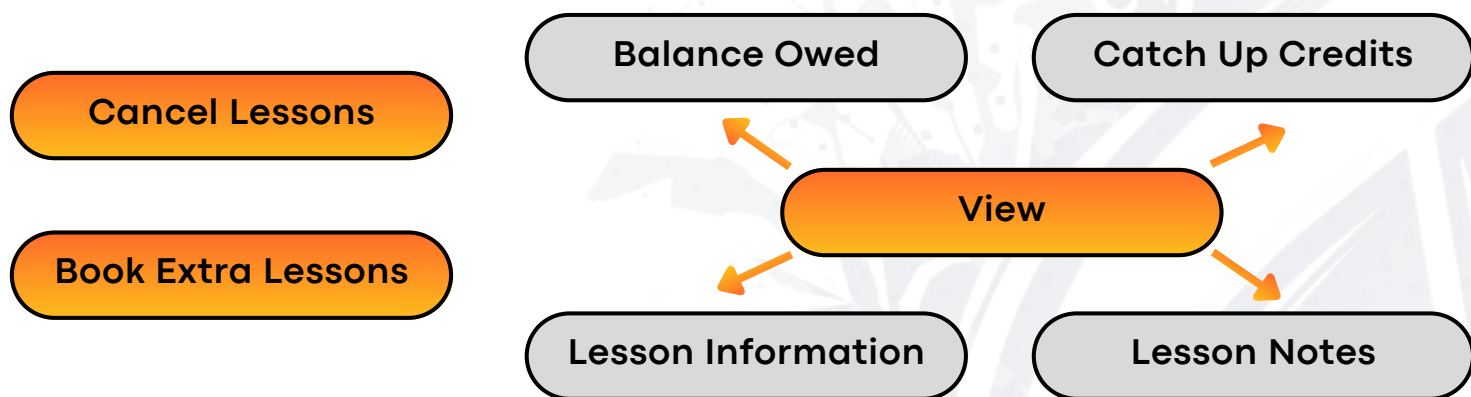 Cancel Lessons
Book Extra Lessons
Balance Owed
Catch Up Credits
View
Lesson Information
Lesson Notes